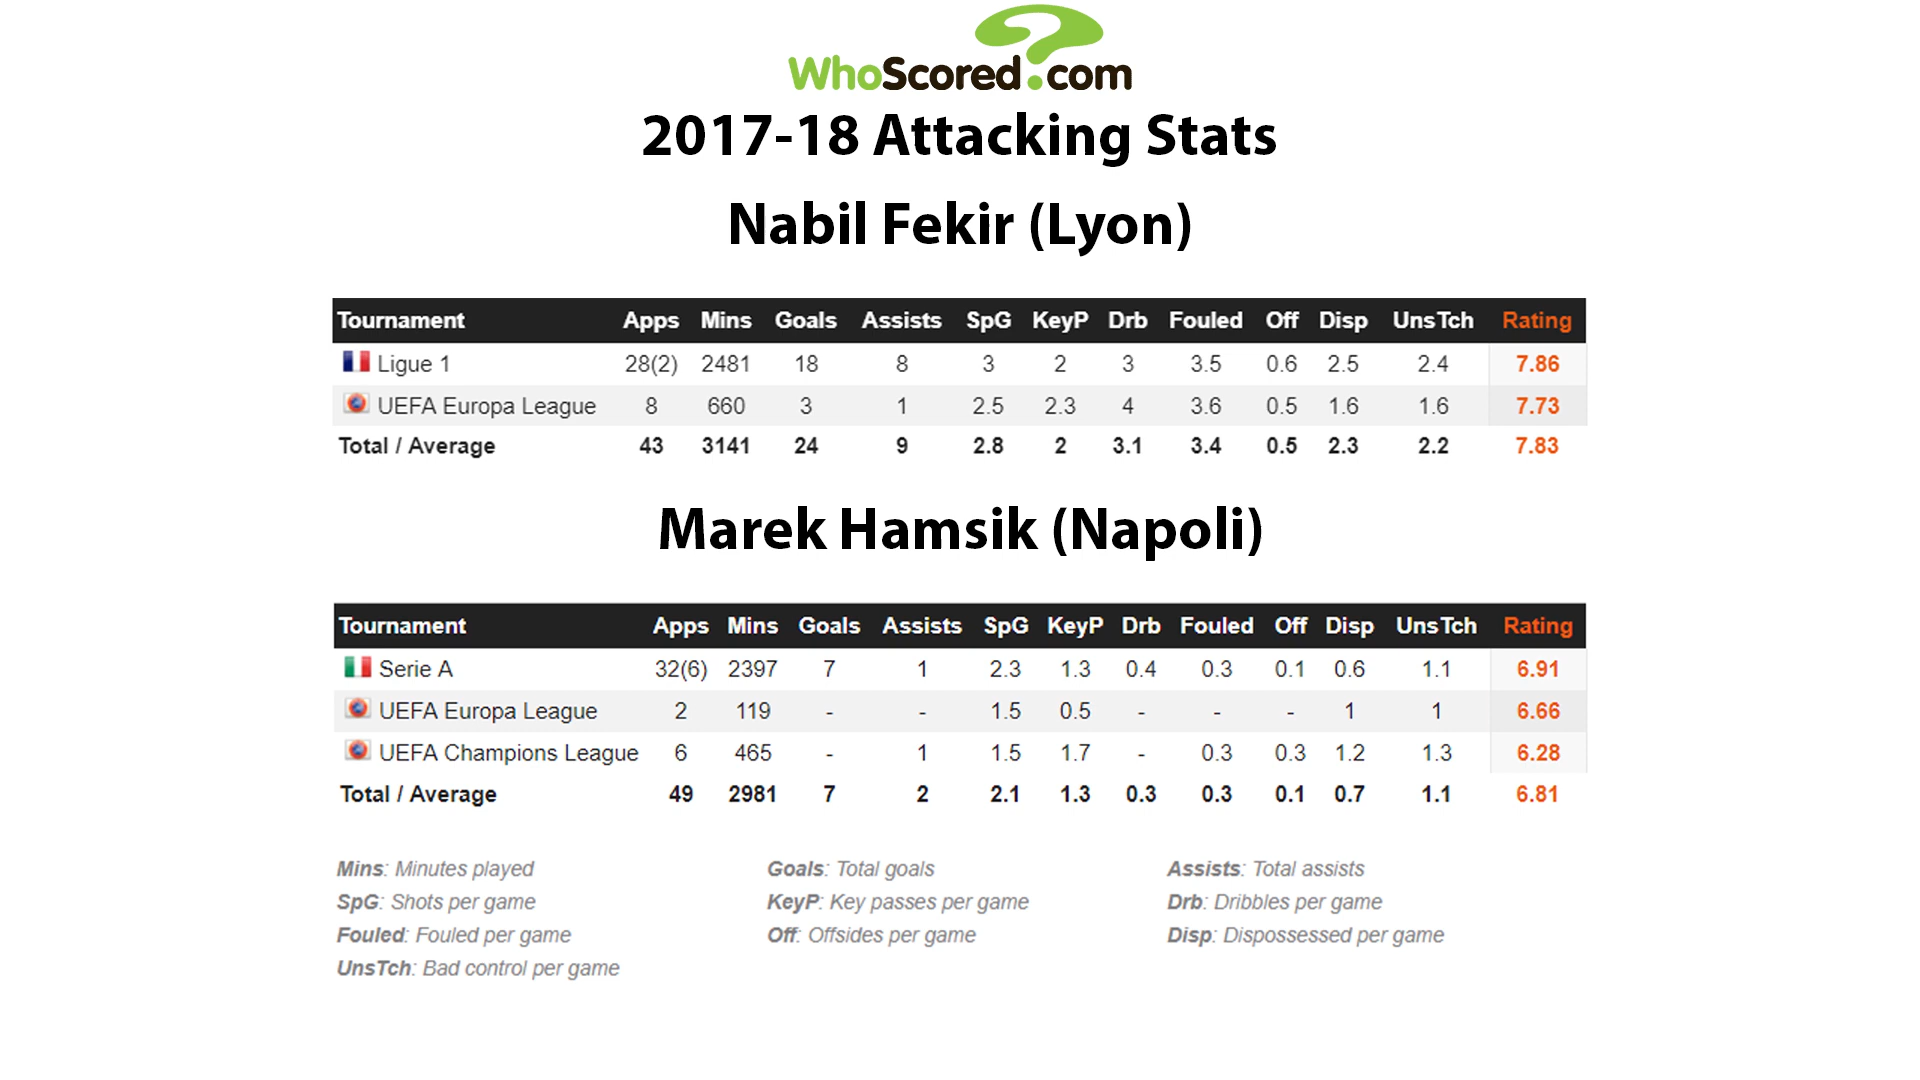 WhoScored.com
2017-18 Attacking Stats
Nabil Fekir (Lyon)
Tournament Apps Mins Goals Assists SpG KeyP Drb Fouled Off Disp UnsTch Rating
Ligue 1 28(2) 2481 18 8 3 2 3 3.5 0.6 2.5 2.4 7.86
UEFA Europa League 8 660 3 1 2.5 2.3 4 3.6 0.5 1.6 1.6 7.73
Total / Average 43 3141 24 9 2.8 2 3.1 3.4 0.5 2.3 2.2 7.83
Marek Hamsik (Napoli)
Tournament Apps Mins Goals Assists SpG KeyP Drb Fouled Off Disp UnsTch Rating
Serie A 32(6) 2397 7 1 2.3 1.3 0.4 0.3 0.1 0.6 1.1 6.91
UEFA Europa League 2 119 - - 1.5 0.5 - - - 1 1 6.66
UEFA Champions League 6 465 - 1 1.5 1.7 - 0.3 0.3 1.2 1.3 6.28
Total / Average 49 2981 7 2 2.1 1.3 0.3 0.3 0.1 0.7 1.1 6.81
Mins: Minutes played Goals: Total goals Assists: Total assists
SpG: Shots per game KeyP: Key passes per game Drb: Dribbles per game
Fouled: Fouled per game Off: Offsides per game Disp: Dispossessed per game
UnsTch: Bad control per game